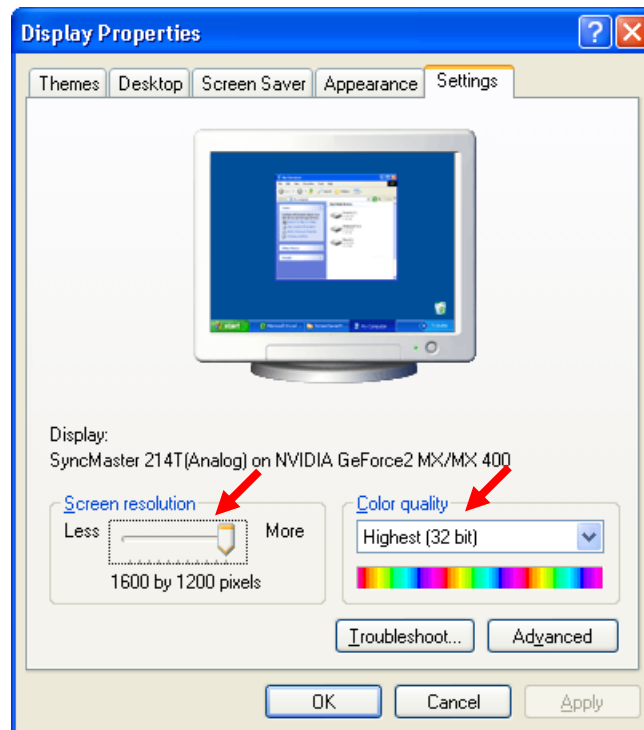 Display Properties
Themes Desktop Screen Saver Appearance Settings
start
Display:
SyncMaster 214T(Analog) on NVIDIA GeForce2 MX/MX 400
Screen resolution
Less More
1600 by 1200 pixels
Color quality
Highest (32 bit)
Troubleshoot... Advanced
OK Cancel Apply